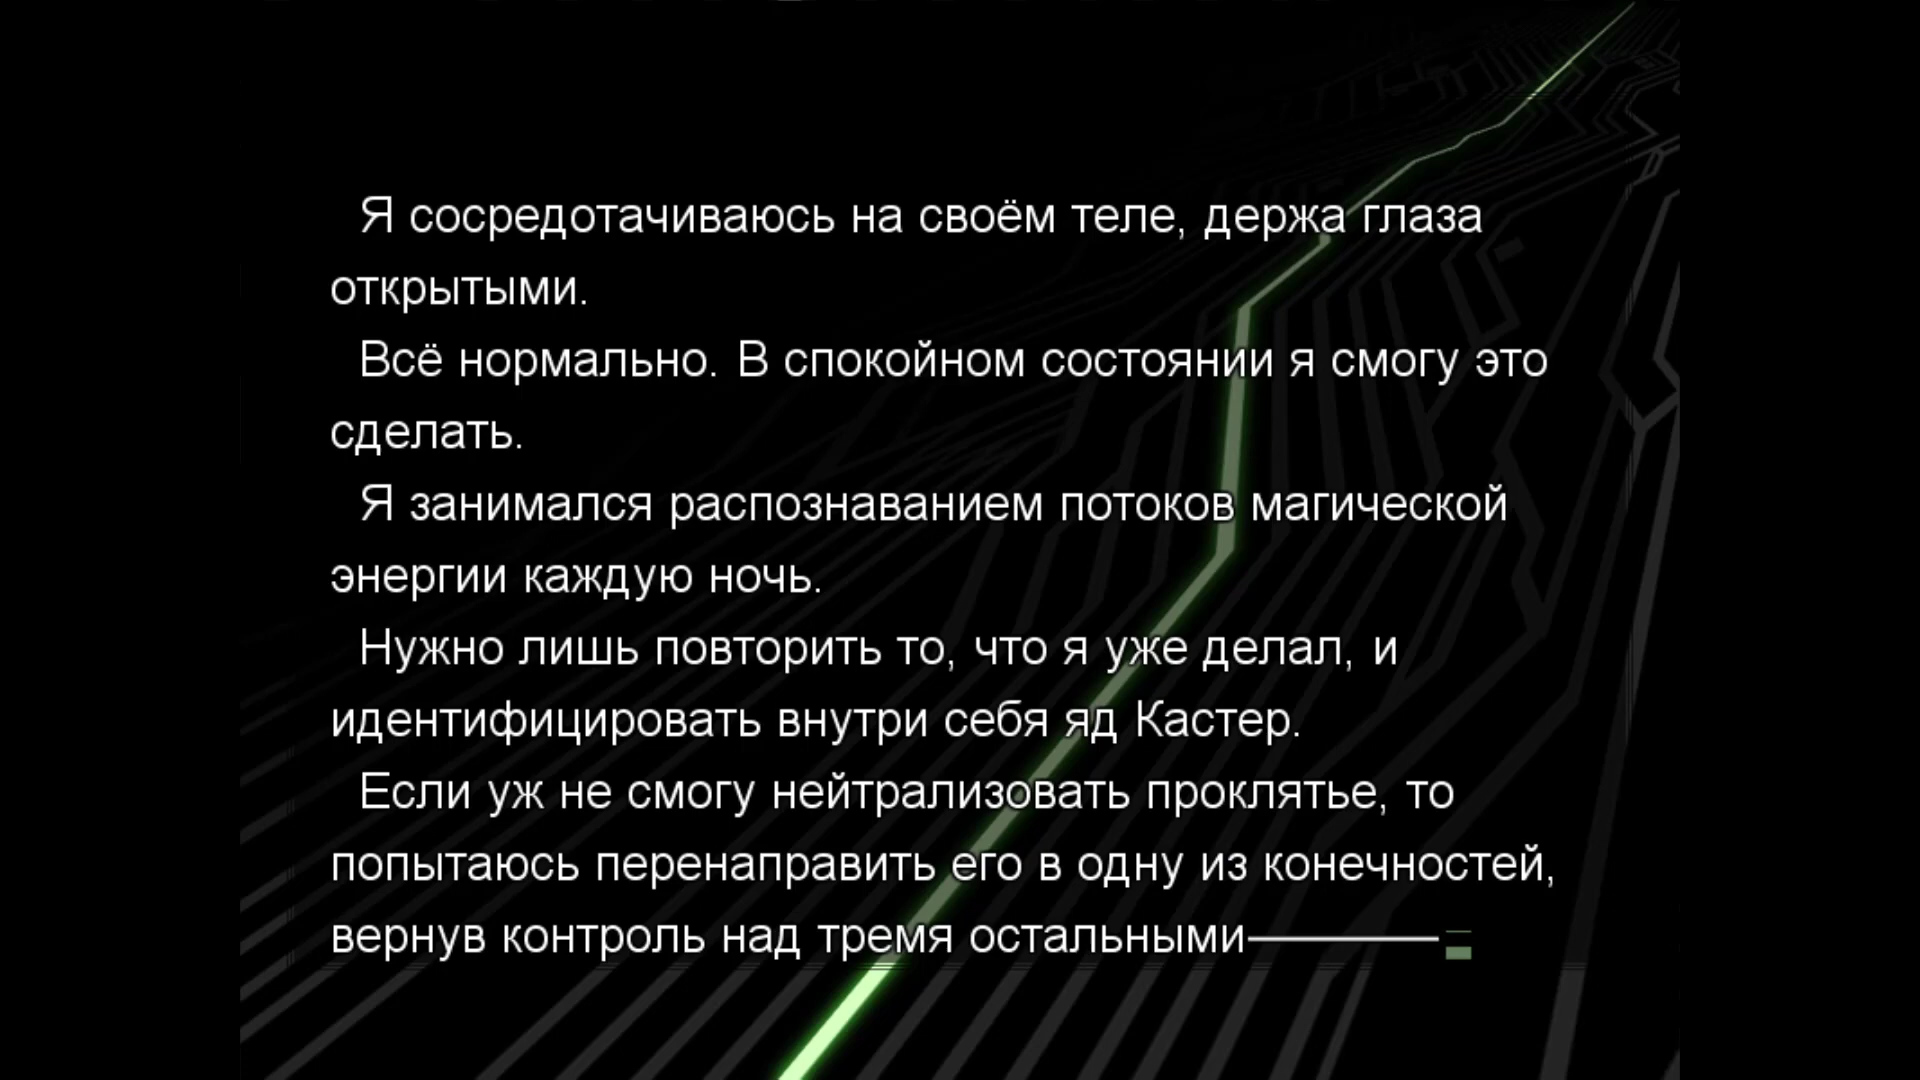 Я сосредотачиваюсь на своём теле, держа глаза
открытыми.
Всё нормально. В спокойном состоянии я смогу это
сделать.
Я занимался распознаванием потоков магической
энергии каждую ночь.
Нужно лишь повторить то, что я уже делал, и
идентифицировать внутри себя яд Кастер.
Если уж не смогу нейтрализовать проклятье, то
попытаюсь перенаправить его в одну из конечностей,
вернув контроль над тремя остальными————